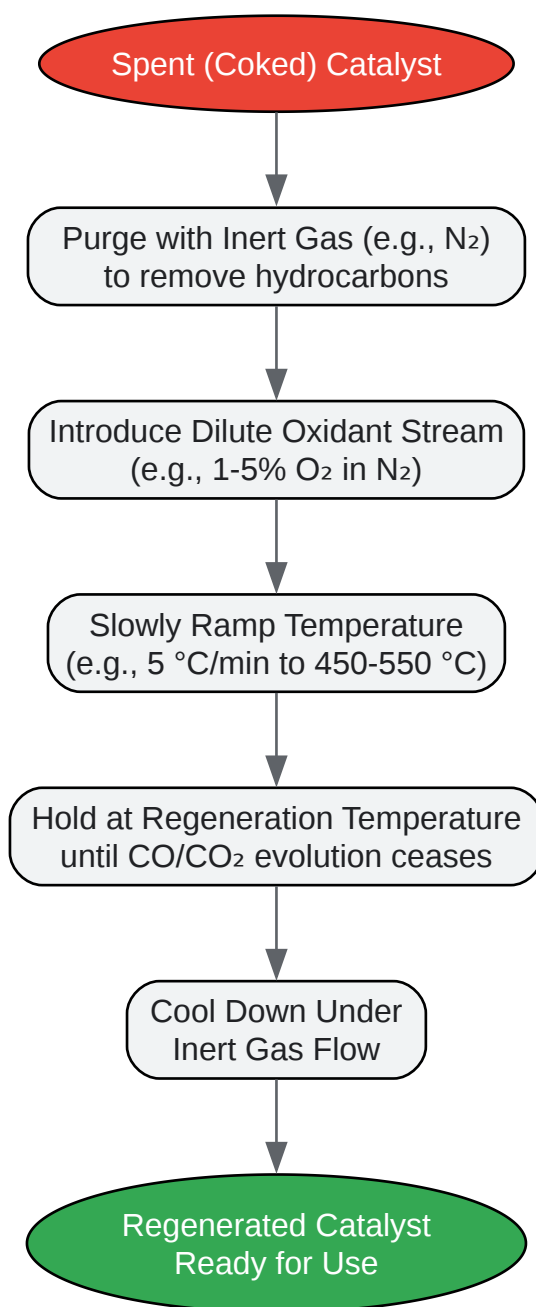 Spent (Coked) Catalyst
Purge with Inert Gas (e.g., N₂)
to remove hydrocarbons
Introduce Dilute Oxidant Stream
(e.g., 1-5% O₂ in N₂)
Slowly Ramp Temperature
(e.g., 5 °C/min to 450-550 °C)
Hold at Regeneration Temperature
until CO/CO₂ evolution ceases
Cool Down Under
Inert Gas Flow
Regenerated Catalyst
Ready for Use